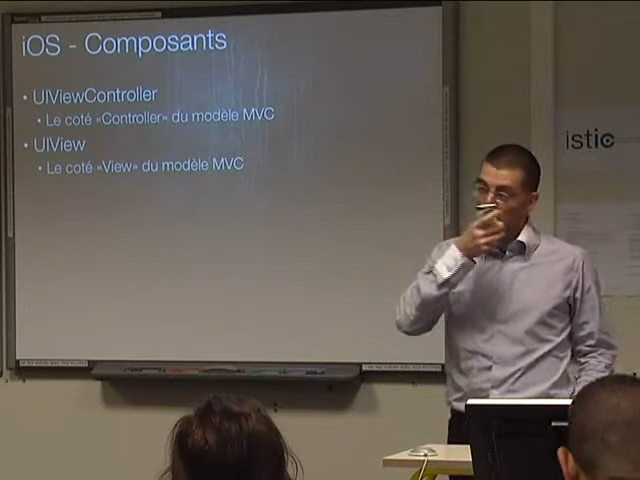 iOS - Composants
• UIViewController
• Le coté «Controller» du modèle MVC
• UIView
• Le coté «View» du modèle MVC
istic